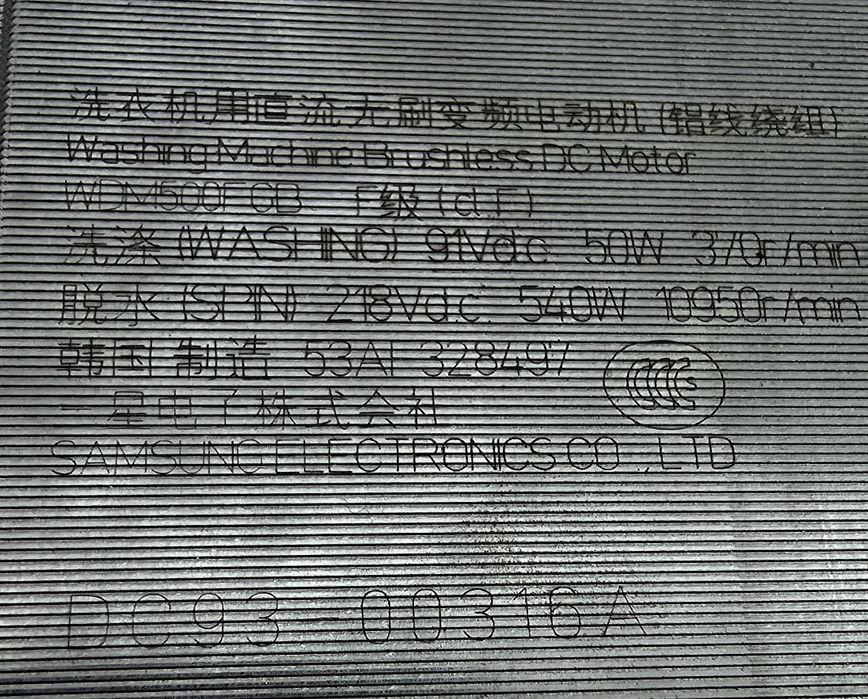 洗衣机用直流无刷变频电动机 (铝线绕组)
Washing Machine Brushless DC Motor
F级 (cl.F)
洗涤 (WASHING) 91Vd.c. 50W 370r/min
脱水 (SPIN) 218Vd.c. 540W 10950r/min
韩国 制造 328497
三星电子株式会社
SAMSUNG ELECTRONICS CO., LTD
DC93-00316A